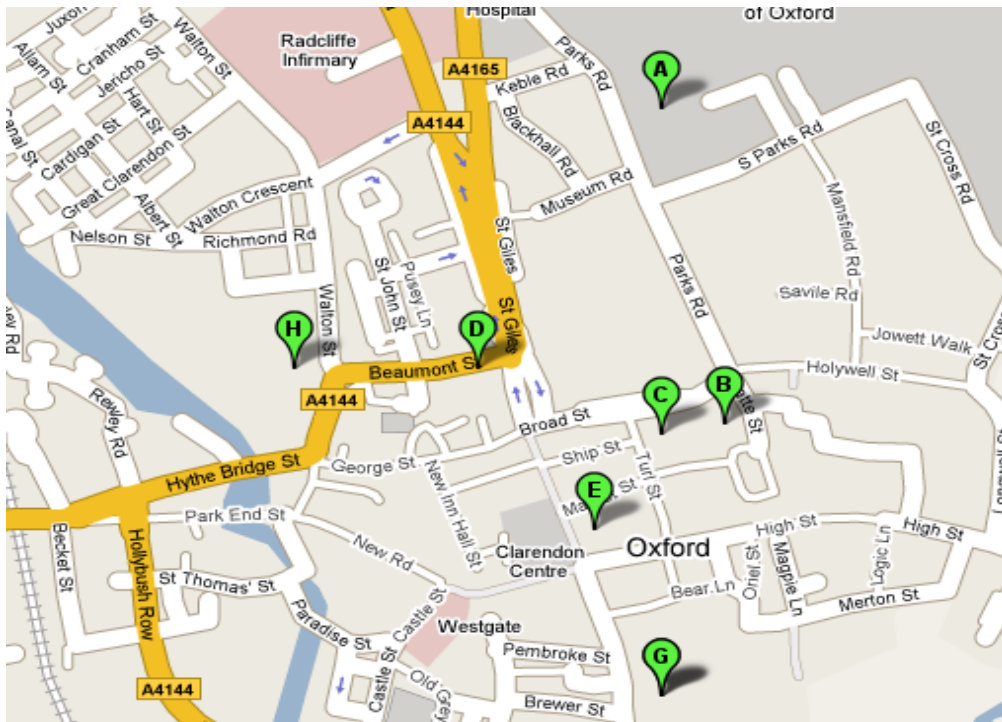 Juxon St
Walton St
Hospital
of Oxford
Allam St
Cranham St
Jericho St
Radcliffe
Infirmary
A4165
Parks Rd
A
Keble Rd
Hart St
Canal St
Cardigan St
A4144
Blackhall Rd
S Parks Rd
St Cross Rd
Great Clarendon St
Albert St
Walton Crescent
Museum Rd
Mansfield Rd
Nelson St
Richmond Rd
St Giles
St John St
Pusey Ln
Parks Rd
Savile Rd
Walton St
H
D
St Giles
Jowett Walk
Beaumont St
Holywell St
St Cross
Rewley Rd
A4144
C
B
Broad St
George St
Ship St
Turl St
Hythe Bridge St
New Inn Hall St
E
Park End St
High St
High St
Becket St
Hollybush Row
New Rd
Clarendon
Centre
Oxford
Oriel St
Magpie Ln
Logic Ln
St Thomas' St
Bear Ln
Merton St
Paradise St
Castle St
Westgate
Pembroke St
G
A4144
Castle St
Brewer St